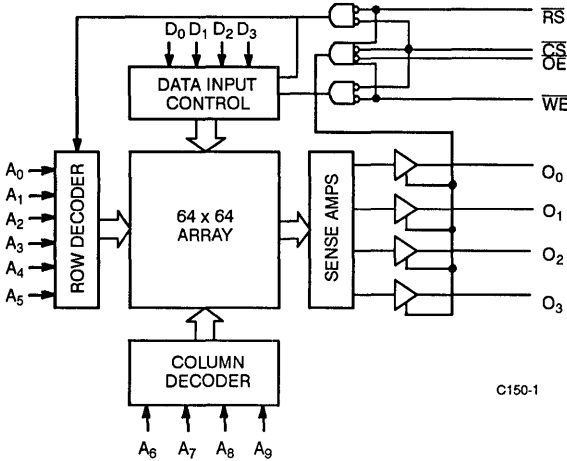 D₀ D₁ D₂ D₃
RS
CS
OE
WE
DATA INPUT
CONTROL
A₀
A₁
A₂
A₃
A₄
A₅
ROW DECODER
64 x 64
ARRAY
SENSE AMPS
O₀
O₁
O₂
O₃
COLUMN
DECODER
A₆ A₇ A₈ A₉
C150-1